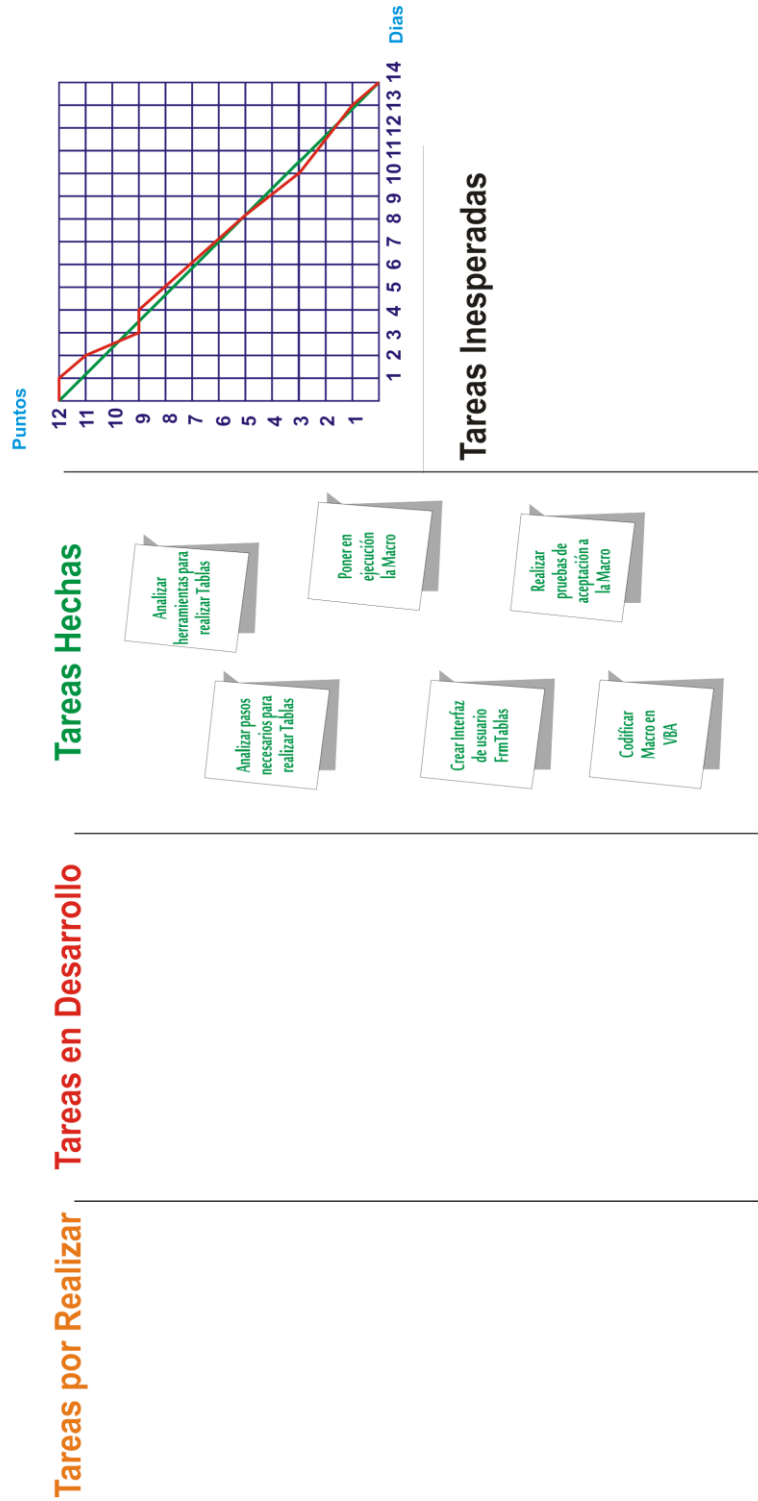 Tareas por Realizar
Tareas en Desarrollo
Tareas Hechas
Analizar
herramientas para
realizar Tablas
Analizar pasos
necesarios para
realizar Tablas
Poner en
ejecución
la Macro
Crear Interfaz
de usuario
FrmTablas
Realizar
pruebas de
aceptación a
la Macro
Codificar
Macro en
VBA
Puntos
12
11
10
9
8
7
6
5
4
3
2
1
1 2 3 4 5 6 7 8 9 10 11 12 13 14
Dias
Tareas Inesperadas